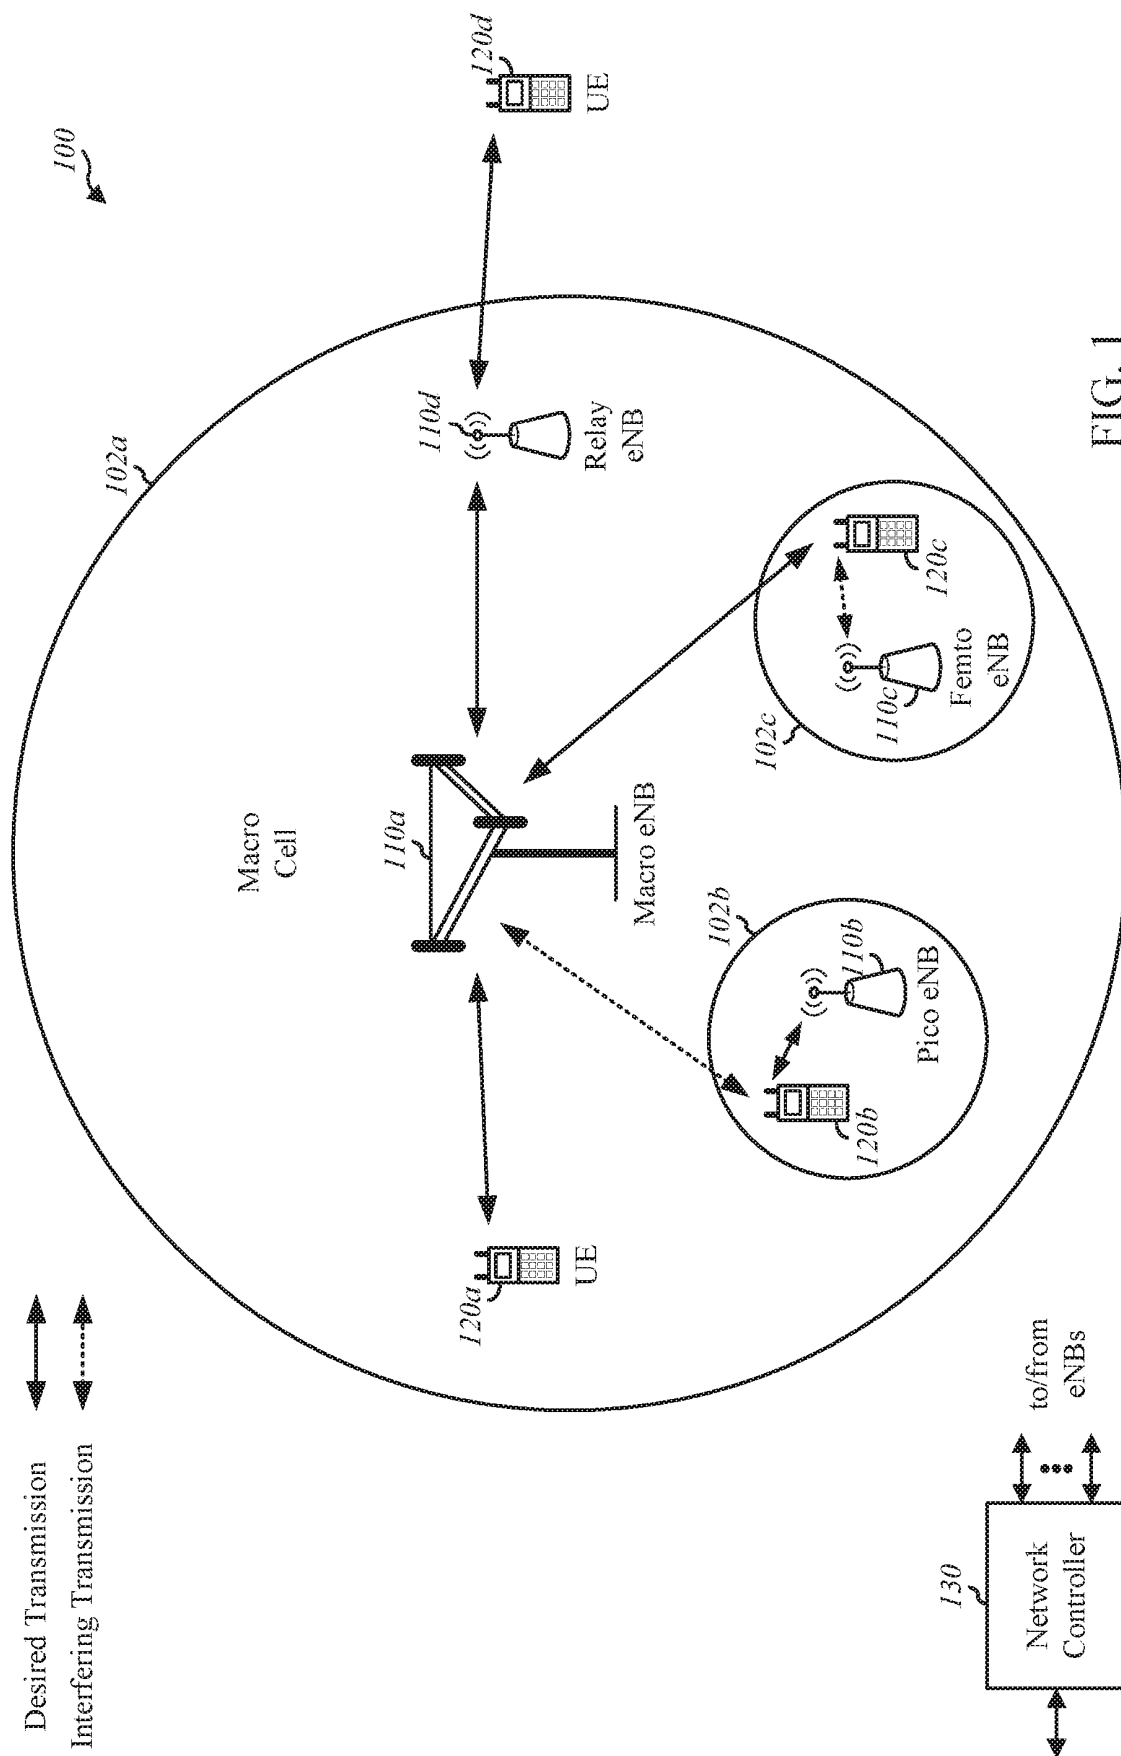 Desired Transmission
Interfering Transmission
100
102a
Macro
Cell
110a
Macro eNB
120a
UE
110d
Relay
eNB
120d
UE
102b
110b
Pico eNB
120b
102c
110c
Femto
eNB
120c
130
Network
Controller
to/from
eNBs
FIG. 1